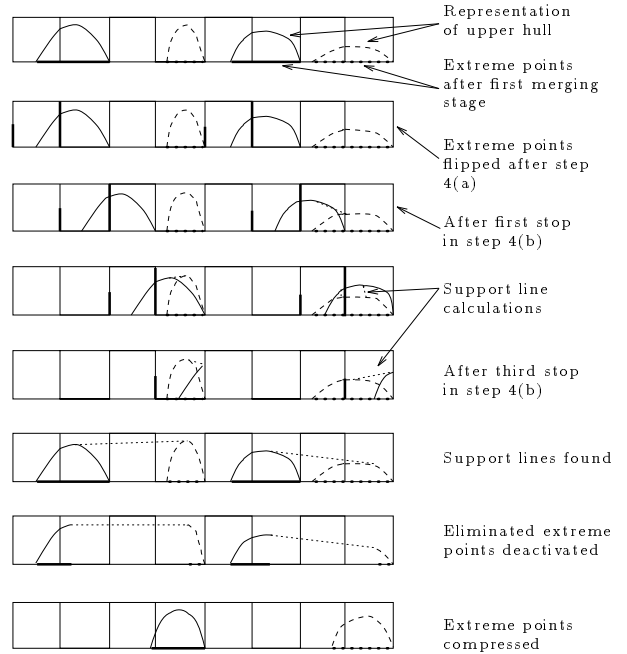 Representation
of upper hull
Extreme points
after first merging
stage
Extreme points
flipped after step
4(a)
After first stop
in step 4(b)
Support line
calculations
After third stop
in step 4(b)
Support lines found
Eliminated extreme
points deactivated
Extreme points
compressed